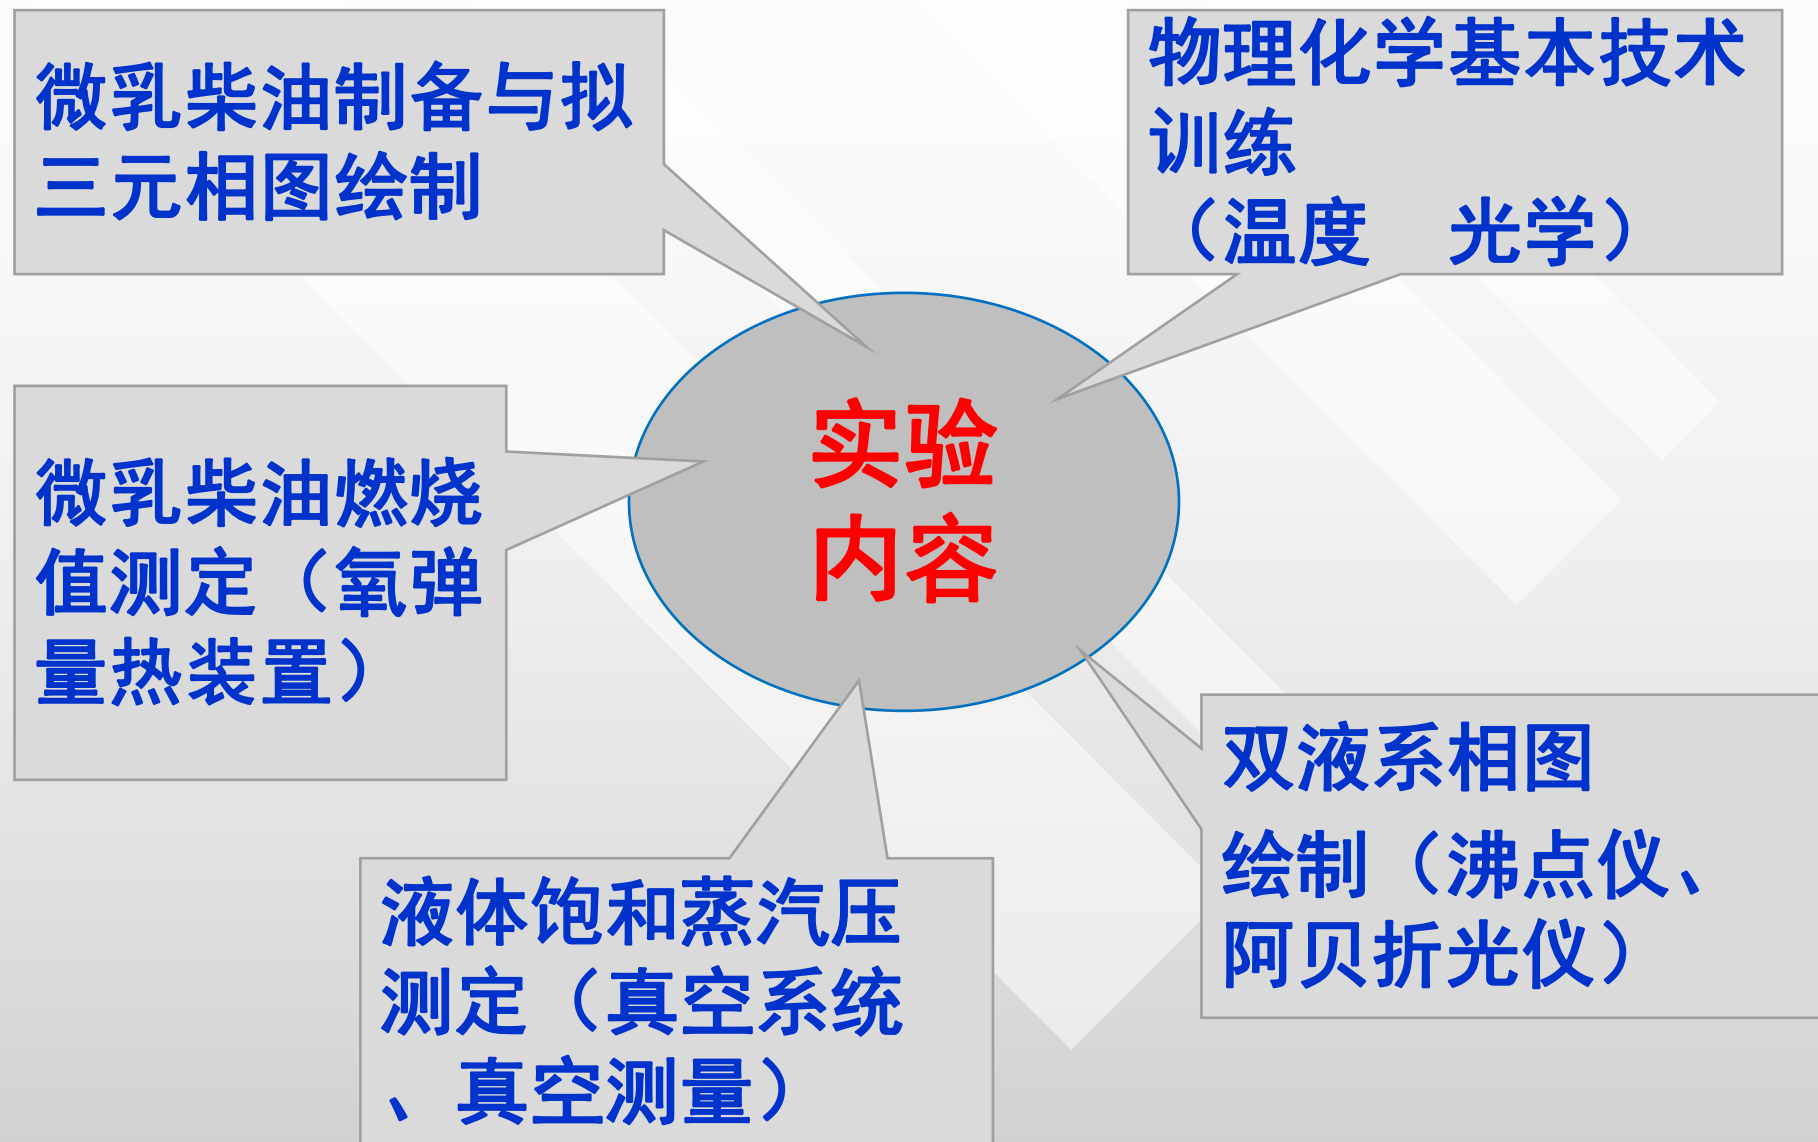 微乳柴油制备与拟
三元相图绘制
物理化学基本技术
训练
（温度　光学）
实验
内容
微乳柴油燃烧
值测定（氧弹
量热装置）
双液系相图
绘制（沸点仪、
阿贝折光仪）
液体饱和蒸汽压
测定（真空系统
、真空测量）